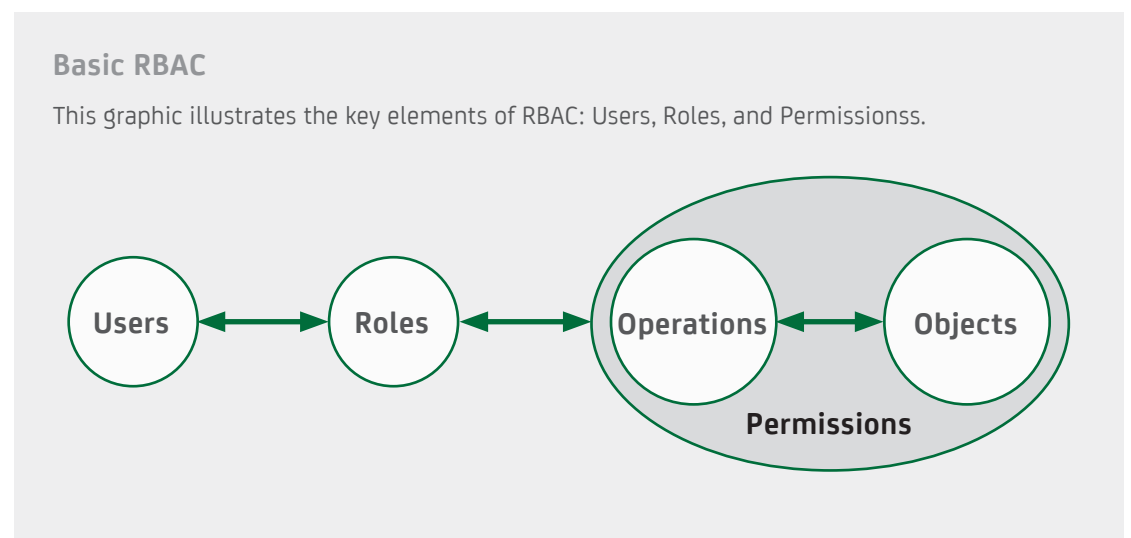 Basic RBAC
This graphic illustrates the key elements of RBAC: Users, Roles, and Permissionss.
Users
Roles
Operations
Objects
Permissions